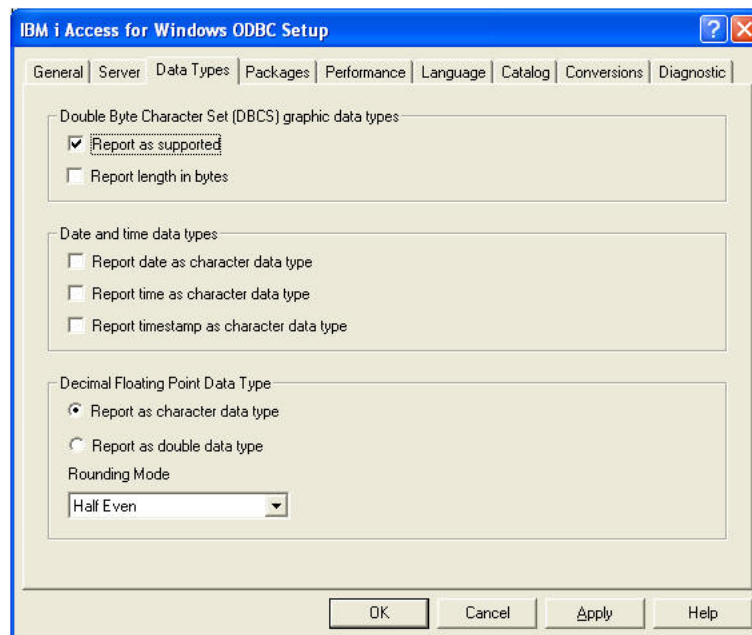 IBM i Access for Windows ODBC Setup
General Server Data Types Packages Performance Language Catalog Conversions Diagnostic
Double Byte Character Set (DBCS) graphic data types
Report as supported
Report length in bytes
Date and time data types
Report date as character data type
Report time as character data type
Report timestamp as character data type
Decimal Floating Point Data Type
Report as character data type
Report as double data type
Rounding Mode
Half Even
OK Cancel Apply Help